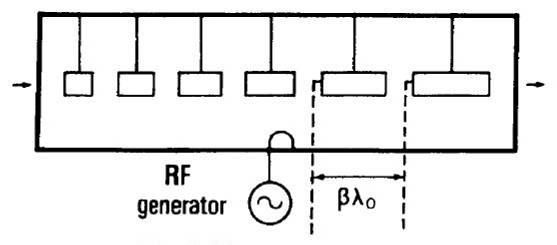 RF
generator
βλ₀